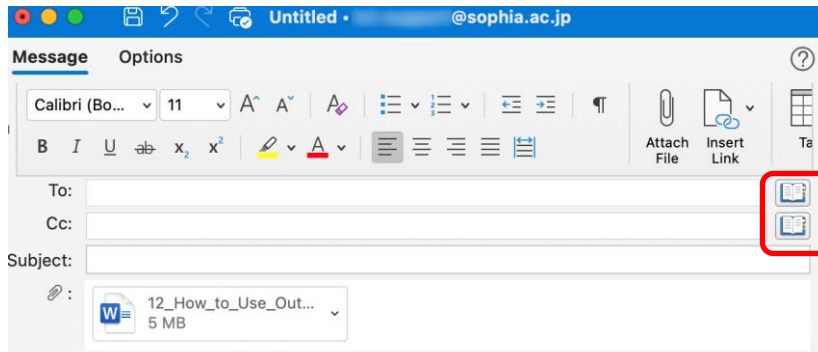 Untitled • @sophia.ac.jp
Message Options
Calibri (Bo... 11 A^ A˅ A
B I U ab x₂ x² A
Attach File
Insert Link
Ta
To:
Cc:
Subject:
:
12_How_to_Use_Out...
5 MB